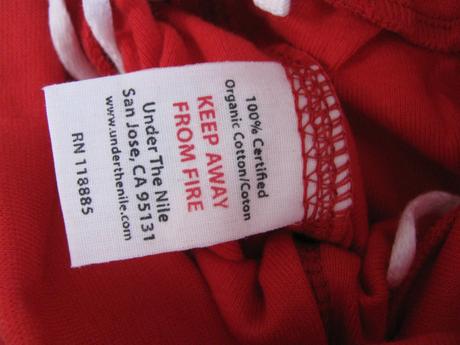 100% Certified
Organic Cotton/Coton
KEEP AWAY
FROM FIRE
Under The Nile
San Jose, CA 95131
www.underthenile.com
RN 118885